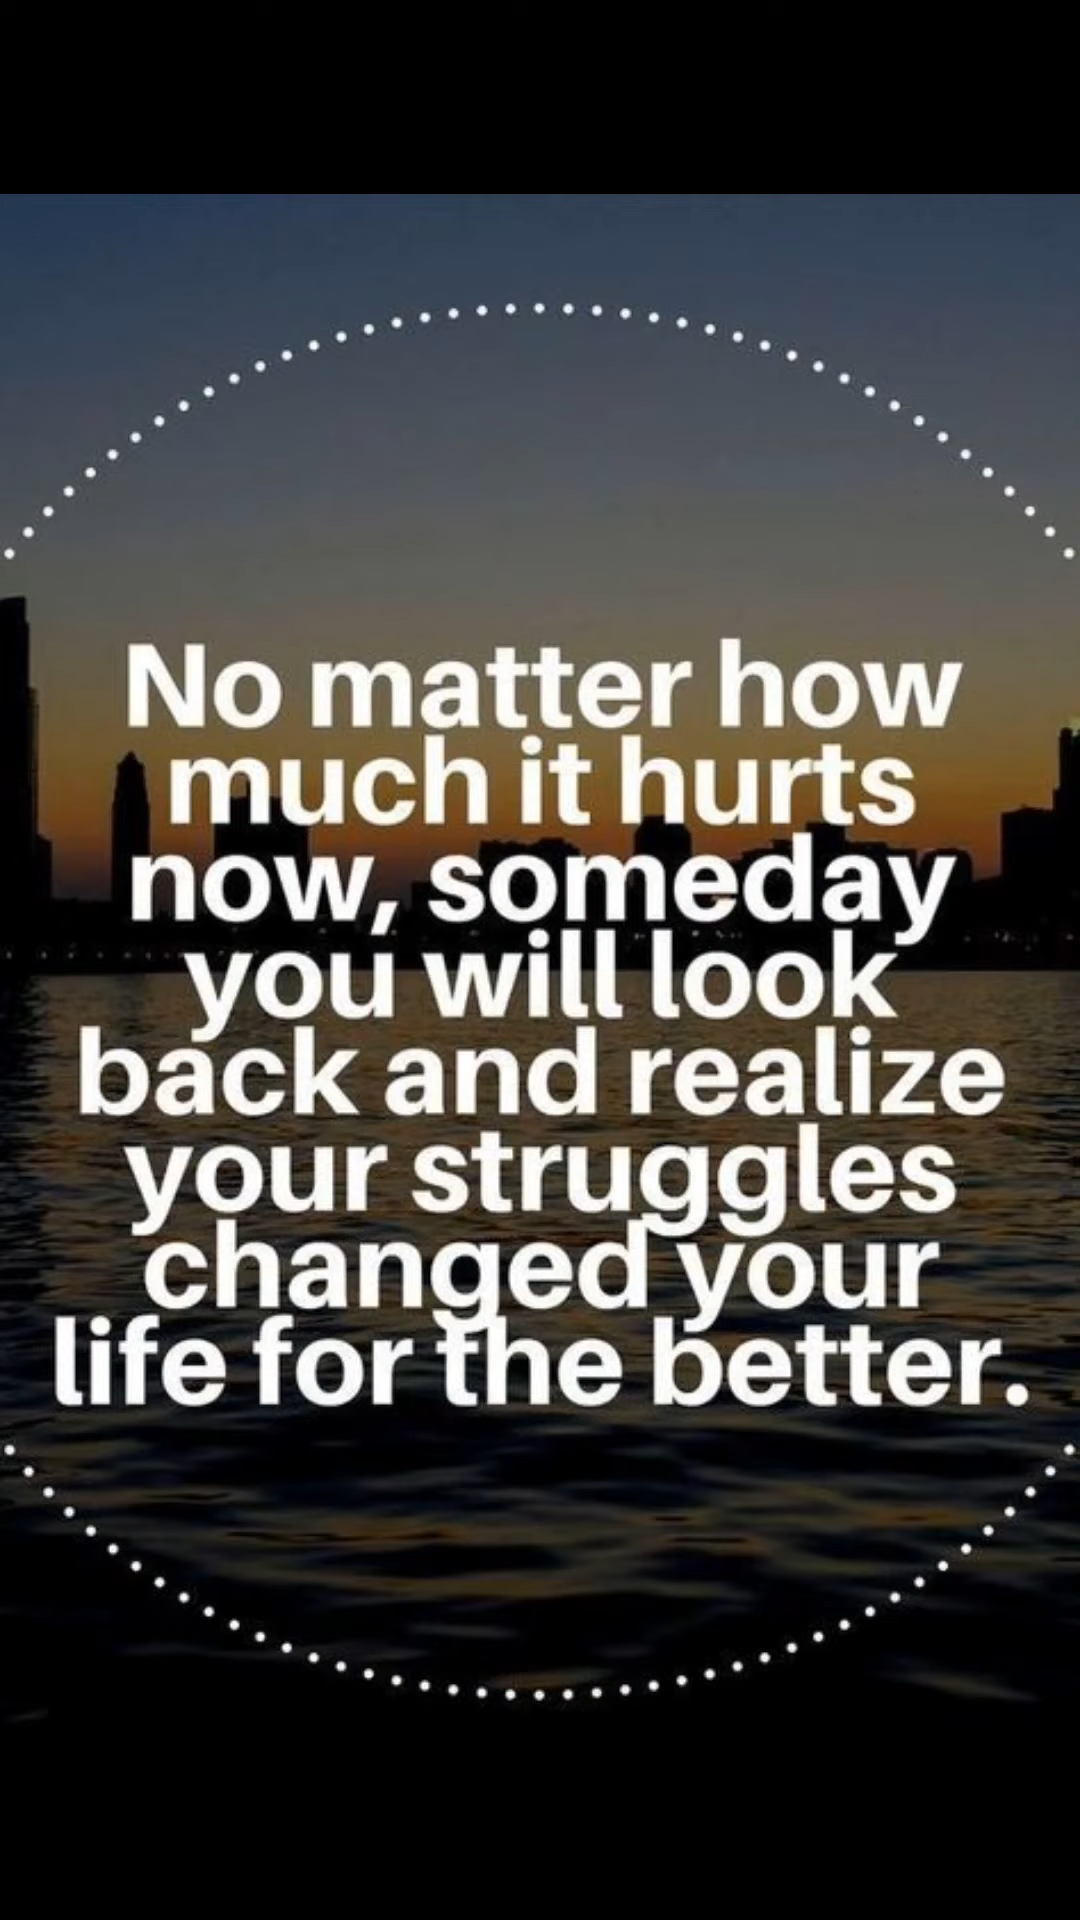 No matter how
much it hurts
now, someday
you will look
back and realize
your struggles
changed your
life for the better.